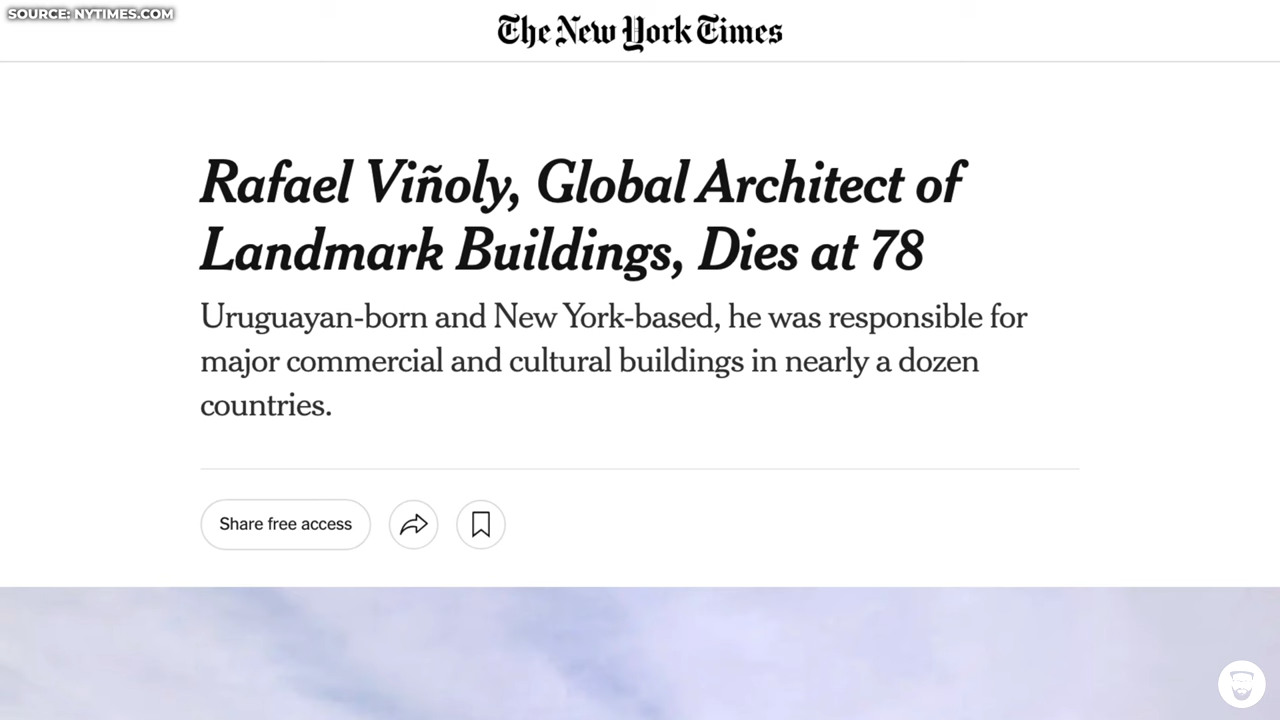 SOURCE: NYTIMES.COM
The New York Times
Rafael Viñoly, Global Architect of
Landmark Buildings, Dies at 78
Uruguayan-born and New York-based, he was responsible for
major commercial and cultural buildings in nearly a dozen
countries.
Share free access